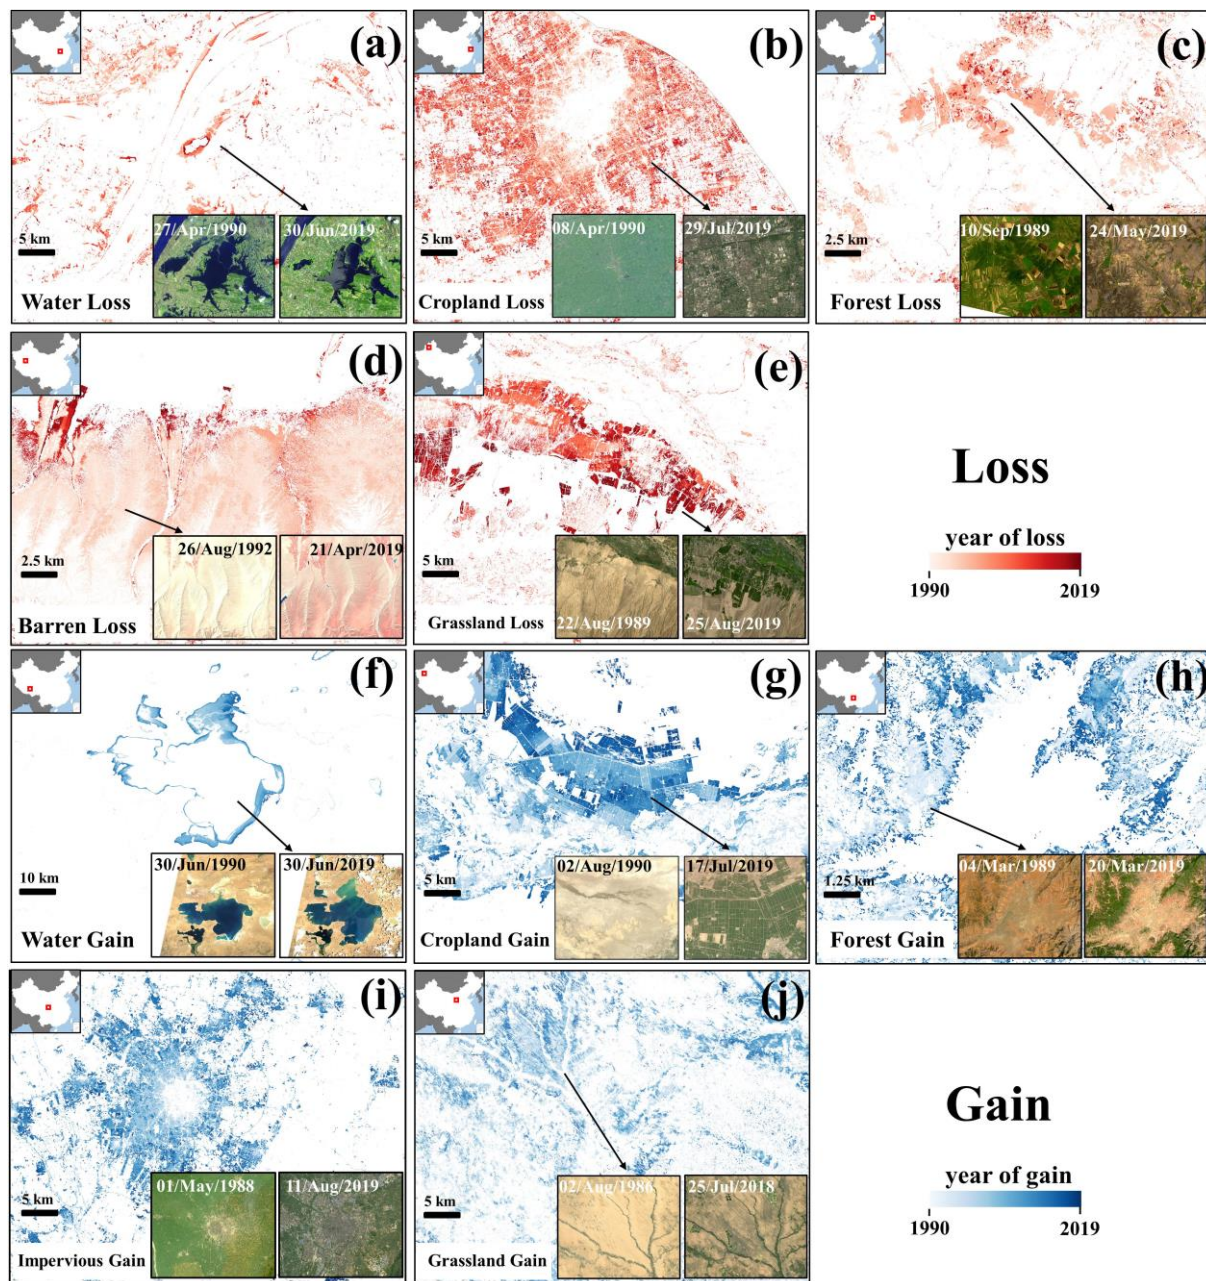 (a)
27/Apr/1990
30/Jun/2019
5 km
Water Loss
(b)
08/Apr/1990
29/Jul/2019
5 km
Cropland Loss
(c)
10/Sep/1989
24/May/2019
2.5 km
Forest Loss
(d)
26/Aug/1992
21/Apr/2019
2.5 km
Barren Loss
(e)
22/Aug/1989
25/Aug/2019
5 km
Grassland Loss
Loss
year of loss
1990 2019
(f)
30/Jun/1990
30/Jun/2019
10 km
Water Gain
(g)
02/Aug/1990
17/Jul/2019
5 km
Cropland Gain
(h)
04/Mar/1989
20/Mar/2019
1.25 km
Forest Gain
(i)
01/May/1988
11/Aug/2019
5 km
Impervious Gain
(j)
02/Aug/1986
25/Jul/2018
5 km
Grassland Gain
Gain
year of gain
1990 2019